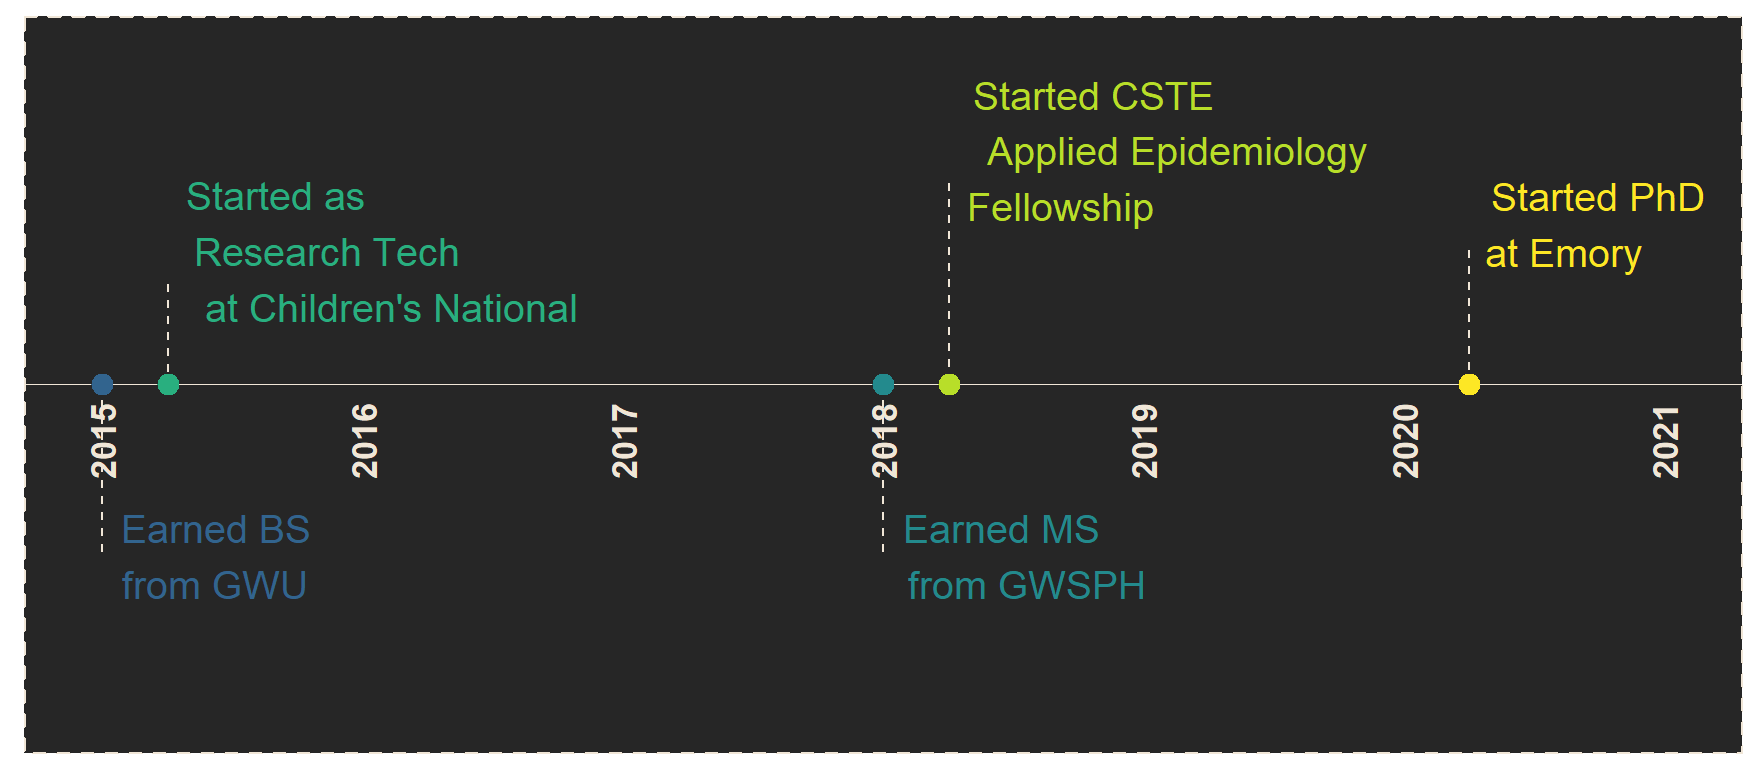 Started CSTE
Applied Epidemiology
Fellowship
Started as
Research Tech
at Children's National
Started PhD
at Emory
2015
2016
2017
2018
2019
2020
2021
Earned BS
from GWU
Earned MS
from GWSPH